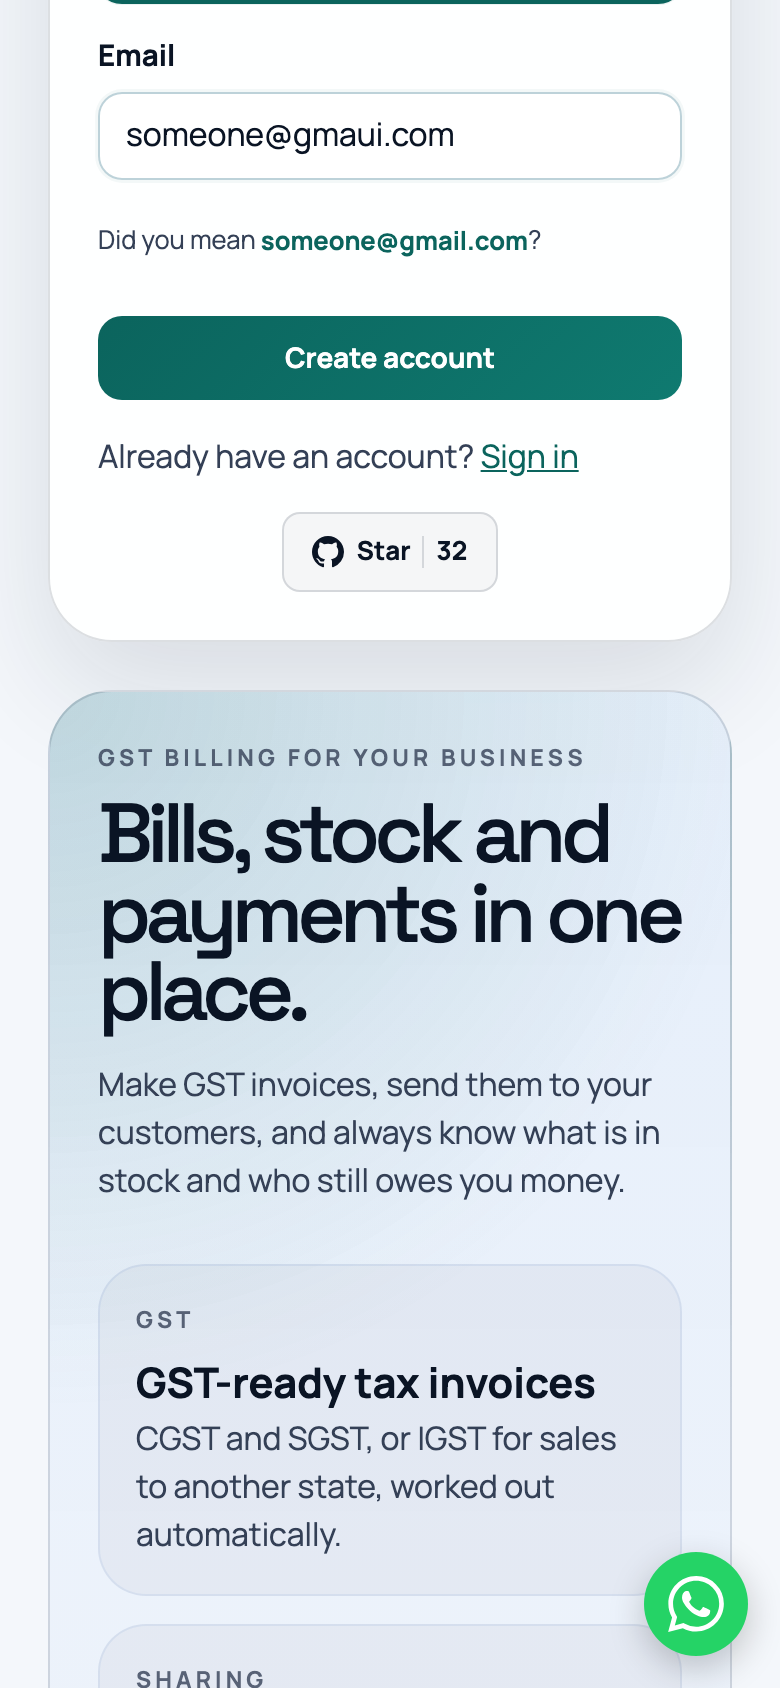 Email
someone@gmaui.com
Did you mean someone@gmail.com?
Create account
Already have an account? Sign in
Star 32
GST BILLING FOR YOUR BUSINESS
Bills, stock and
payments in one
place.
Make GST invoices, send them to your
customers, and always know what is in
stock and who still owes you money.
GST
GST-ready tax invoices
CGST and SGST, or IGST for sales
to another state, worked out
automatically.
SHARING